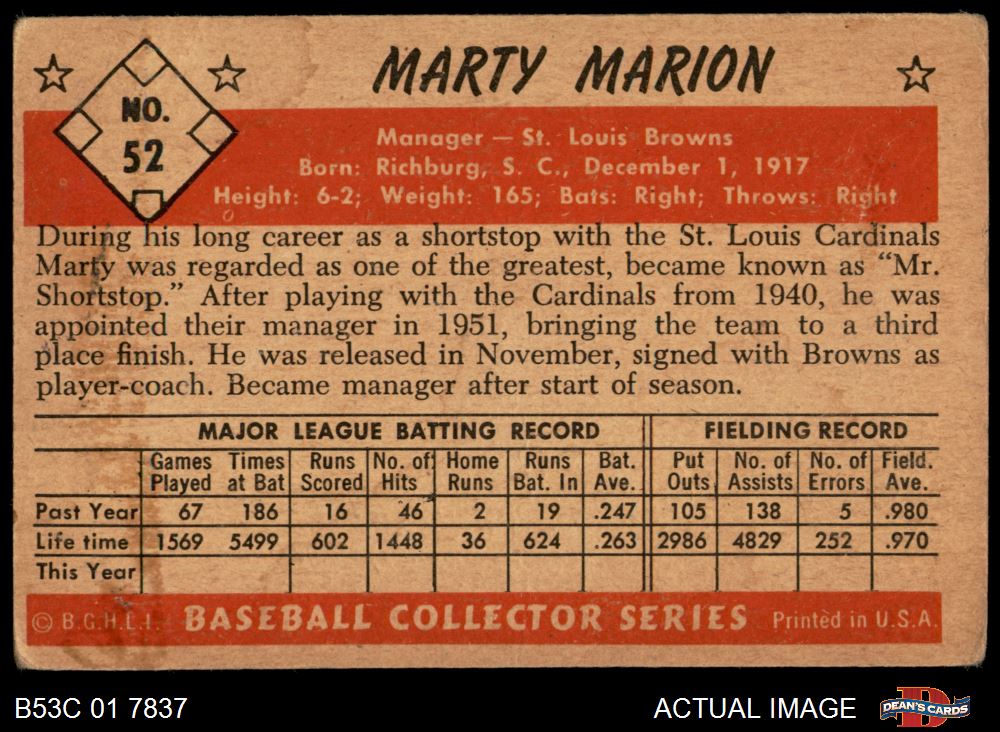 MARTY MARION
NO.
52
Manager — St. Louis Browns
Born: Richburg, S. C., December 1, 1917
Height: 6-2; Weight: 165; Bats: Right; Throws: Right
During his long career as a shortstop with the St. Louis Cardinals
Marty was regarded as one of the greatest, became known as “Mr.
Shortstop.” After playing with the Cardinals from 1940, he was
appointed their manager in 1951, bringing the team to a third
place finish. He was released in November, signed with Browns as
player-coach. Became manager after start of season.
MAJOR LEAGUE BATTING RECORD FIELDING RECORD
Games Times Runs No. of Home Runs Bat. Put No. of No. of Field.
Played at Bat Scored Hits Runs Bat. In Ave. Outs Assists Errors Ave.
Past Year 67 186 16 46 2 19 .247 105 138 5 .980
Life time 1569 5499 602 1448 36 624 .263 2986 4829 252 .970
This Year
© B.G.H.L.I. BASEBALL COLLECTOR SERIES Printed in U.S.A.
B53C 01 7837 ACTUAL IMAGE D DEAN'S CARDS